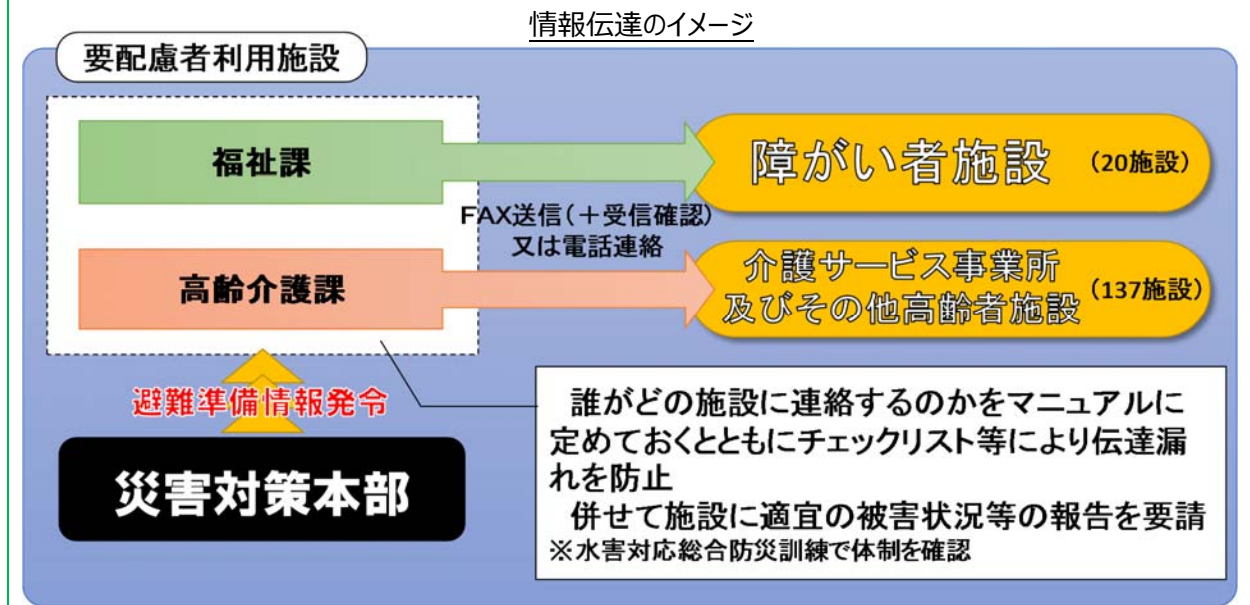 情報伝達のイメージ
要配慮者利用施設
福祉課
障がい者施設 (20施設)
FAX送信(+受信確認)
又は電話連絡
高齢介護課
介護サービス事業所
及びその他高齢者施設 (137施設)
避難準備情報発令
災害対策本部
誰がどの施設に連絡するのかをマニュアルに
定めておくとともにチェックリスト等により伝達漏
れを防止
併せて施設に適宜の被害状況等の報告を要請
※水害対応総合防災訓練で体制を確認